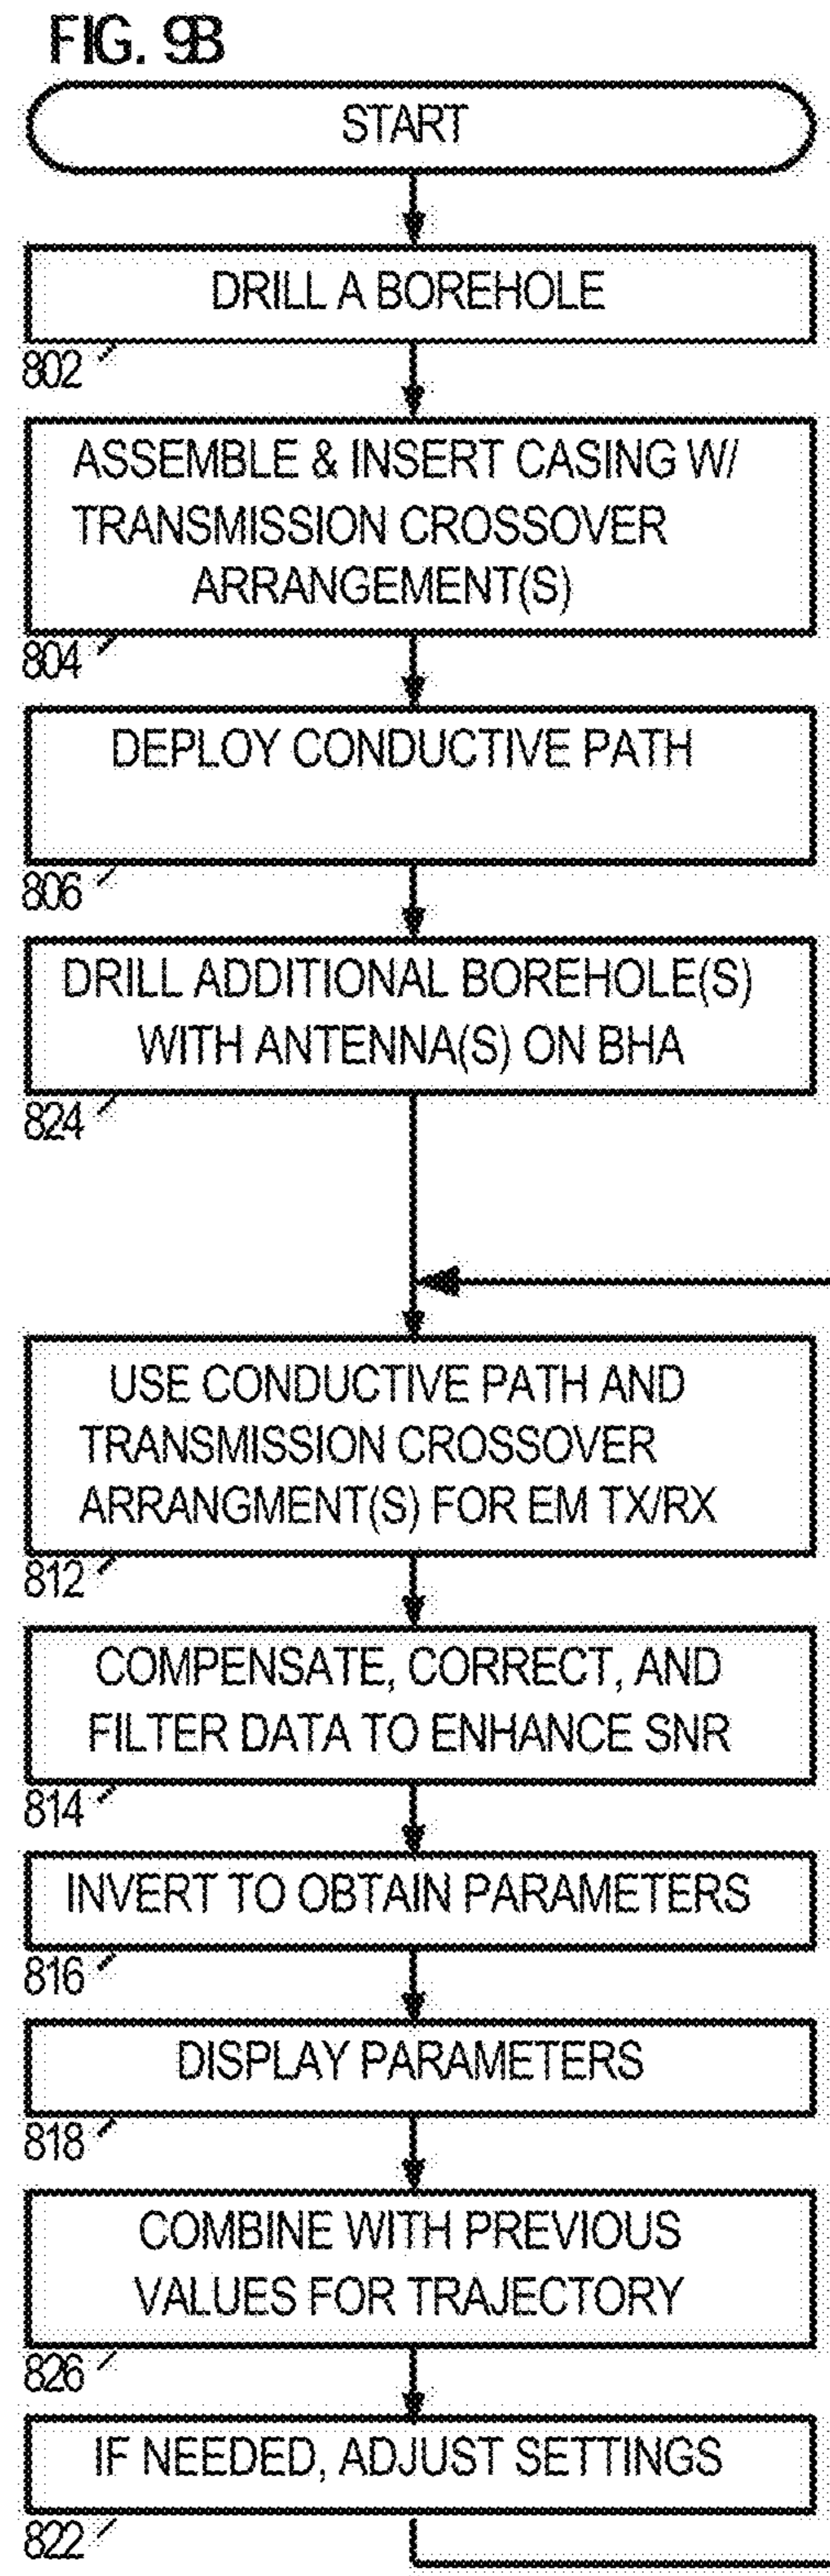 FIG. 9B
START
DRILL A BOREHOLE
802
ASSEMBLE & INSERT CASING W/
TRANSMISSION CROSSOVER
ARRANGEMENT(S)
804
DEPLOY CONDUCTIVE PATH
806
DRILL ADDITIONAL BOREHOLE(S)
WITH ANTENNA(S) ON BHA
824
USE CONDUCTIVE PATH AND
TRANSMISSION CROSSOVER
ARRANGMENT(S) FOR EM TX/RX
812
COMPENSATE, CORRECT, AND
FILTER DATA TO ENHANCE SNR
814
INVERT TO OBTAIN PARAMETERS
816
DISPLAY PARAMETERS
818
COMBINE WITH PREVIOUS
VALUES FOR TRAJECTORY
826
IF NEEDED, ADJUST SETTINGS
822